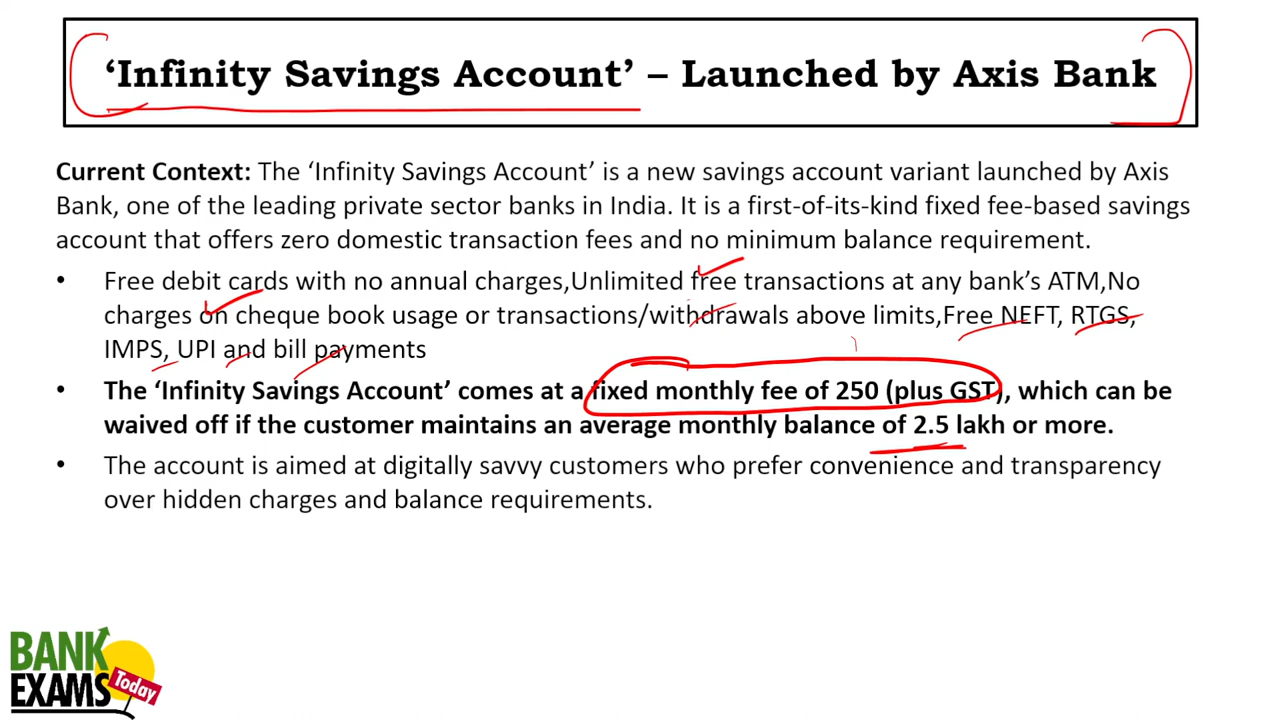 ‘Infinity Savings Account’ – Launched by Axis Bank
Current Context: The ‘Infinity Savings Account’ is a new savings account variant launched by Axis
Bank, one of the leading private sector banks in India. It is a first-of-its-kind fixed fee-based savings
account that offers zero domestic transaction fees and no minimum balance requirement.
• Free debit cards with no annual charges,Unlimited free transactions at any bank’s ATM,No
charges on cheque book usage or transactions/withdrawals above limits,Free NEFT, RTGS,
IMPS, UPI and bill payments
• The ‘Infinity Savings Account’ comes at a fixed monthly fee of 250 (plus GST), which can be
waived off if the customer maintains an average monthly balance of 2.5 lakh or more.
• The account is aimed at digitally savvy customers who prefer convenience and transparency
over hidden charges and balance requirements.
BANK
EXAMS
Today